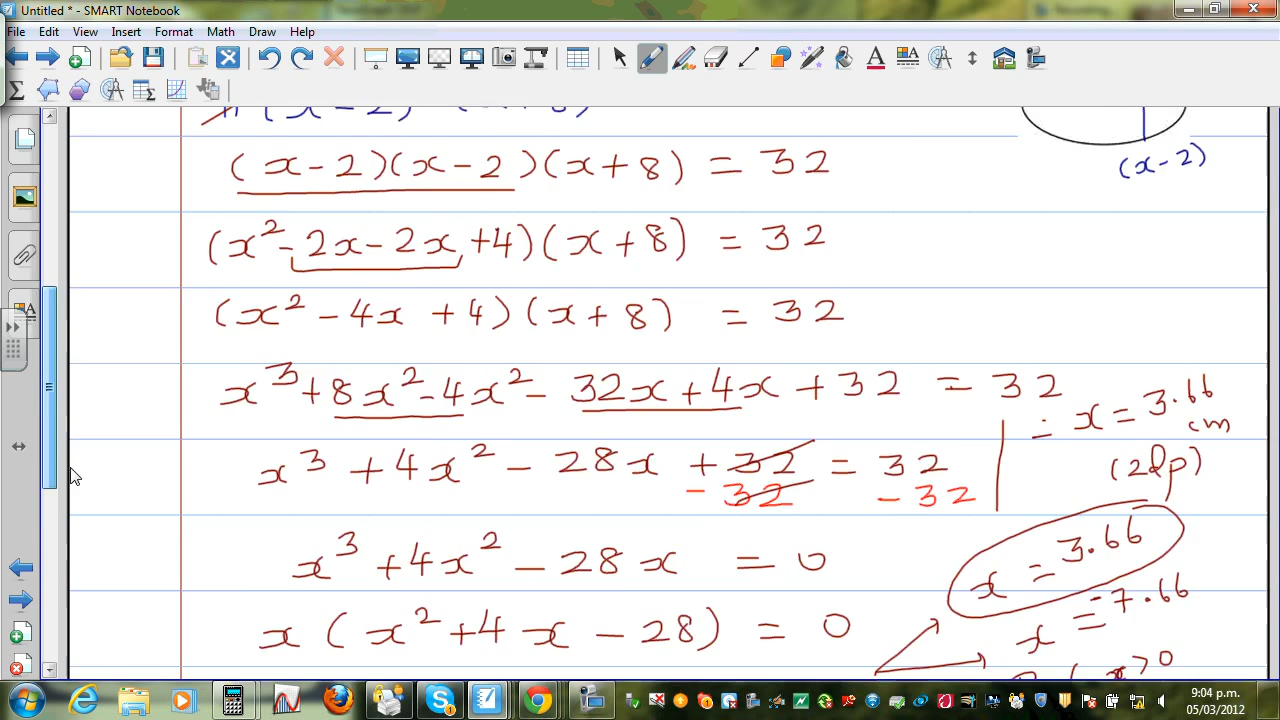 Untitled * - SMART Notebook
File Edit View Insert Format Math Draw Help
(x-2)(x-2)(x+8) = 32
(x-2)
(x² -2x-2x+4)(x+8) = 32
(x² -4x +4)(x+8) = 32
x³+8x²-4x²- 32x+4x +32 = 32
x = 3.66
cm
x³ +4x² - 28x +32 = 32
(2dp)
- 32 - 32
x³ +4x² - 28x = 0
x = 3.66
x = -7.66
x (x²+4x - 28) = 0
x>0
9:04 p.m.
05/03/2012